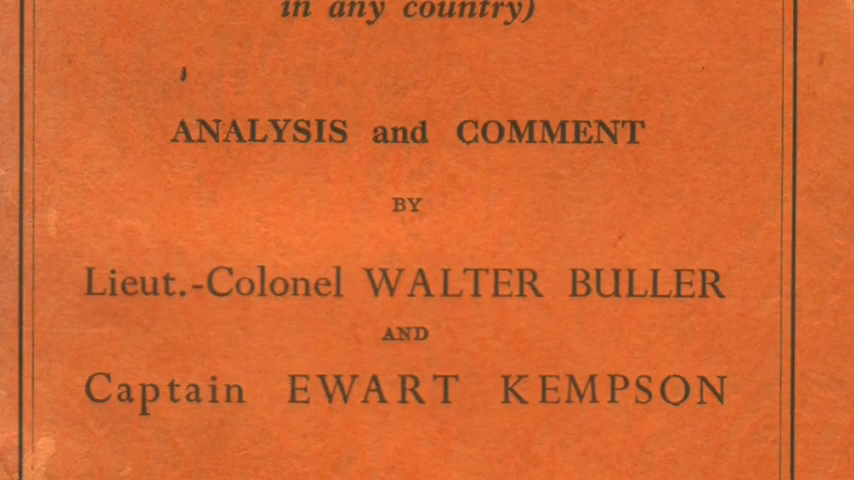 in any country)
ANALYSIS and COMMENT
BY
Lieut.-Colonel WALTER BULLER
AND
Captain EWART KEMPSON